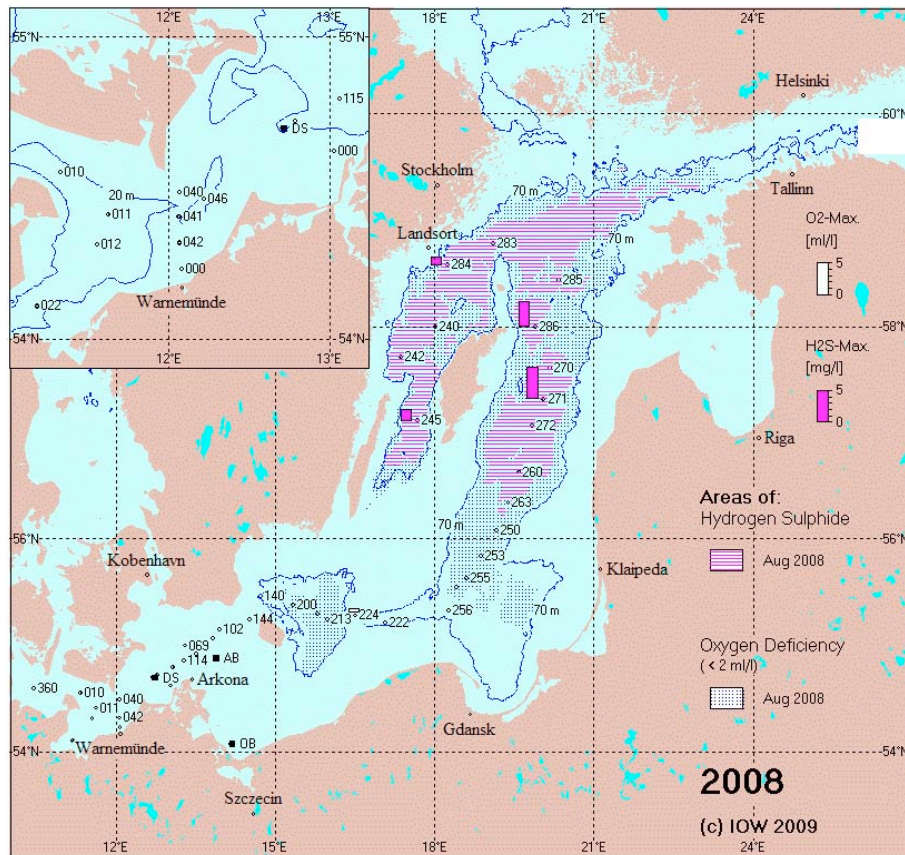 12°E
13°E
18°E
21°E
24°E
55°N
55°N
Helsinki
115
DS
60°N
000
010
Stockholm
70 m
Tallinn
20 m
040
046
011
041
O2-Max.
[ml/l]
012
042
Landsort
283
70 m
5
0
000
284
285
Warnemünde
022
240
286
58°N
54°N
54°N
H2S-Max.
[mg/l]
12°E
13°E
242
270
5
0
271
245
272
Riga
260
Areas of:
Hydrogen Sulphide
263
70 m
250
56°N
56°N
Kobenhavn
253
Klaipeda
Aug 2008
255
140
200
70 m
144
213
224
222
256
102
Oxygen Deficiency
( < 2 ml/l)
069
114
AB
DS
Arkona
360
010
040
Aug 2008
011
042
Gdansk
Warnemünde
OB
54°N
54°N
2008
Szczecin
(c) IOW 2009
12°E
15°E
18°E
21°E
24°E